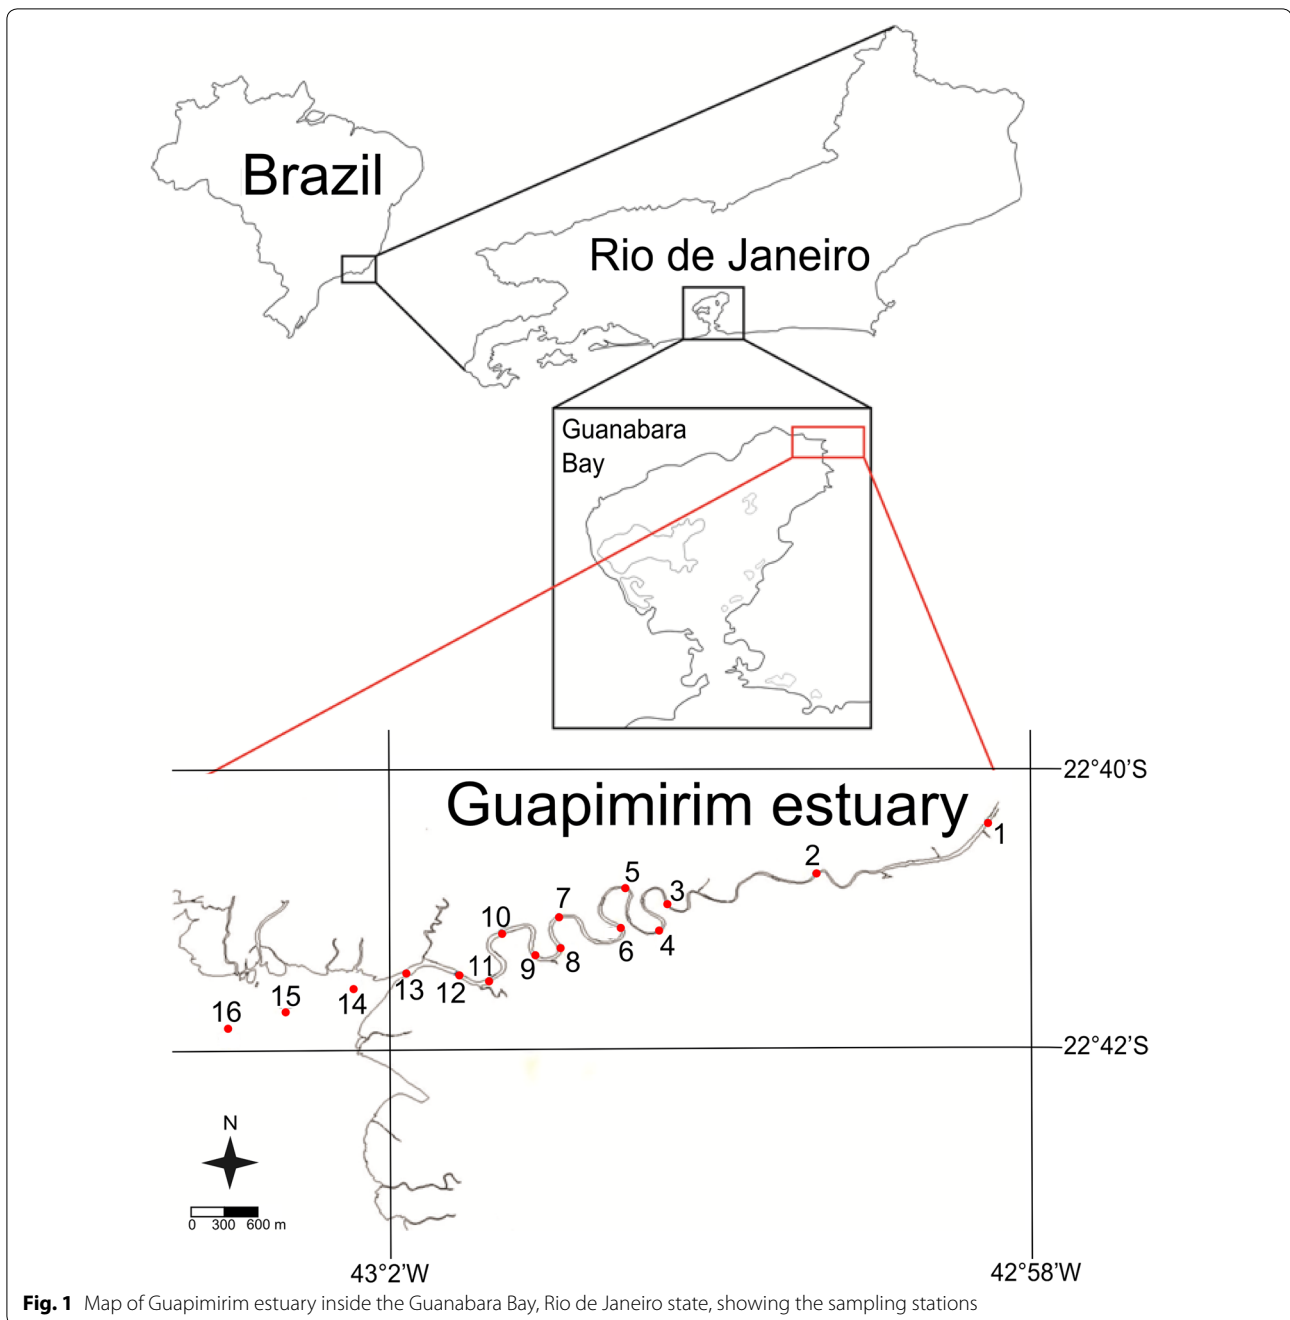 Brazil
Rio de Janeiro
Guanabara
Bay
22°40'S
Guapimirim estuary
1
2
3
4
5
6
7
8
9
10
11
12
13
14
15
16
22°42'S
N
0 300 600 m
43°2'W
42°58'W
Fig. 1 Map of Guapimirim estuary inside the Guanabara Bay, Rio de Janeiro state, showing the sampling stations